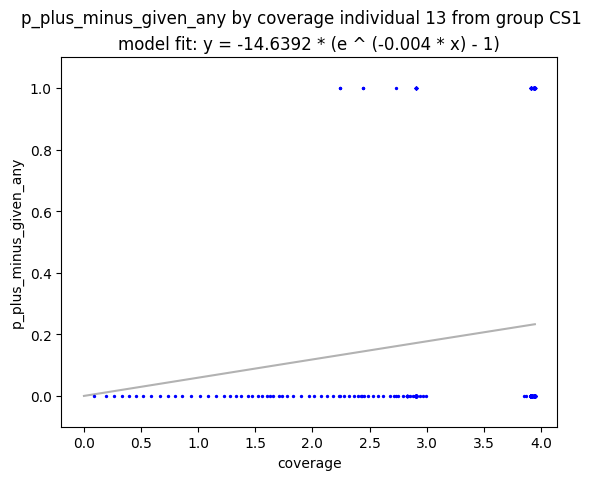 p_plus_minus_given_any by coverage individual 13 from group CS1
model fit: y = -14.6392 * (e ^ (-0.004 * x) - 1)
p_plus_minus_given_any
1.0
0.8
0.6
0.4
0.2
0.0
0.0 0.5 1.0 1.5 2.0 2.5 3.0 3.5 4.0
coverage